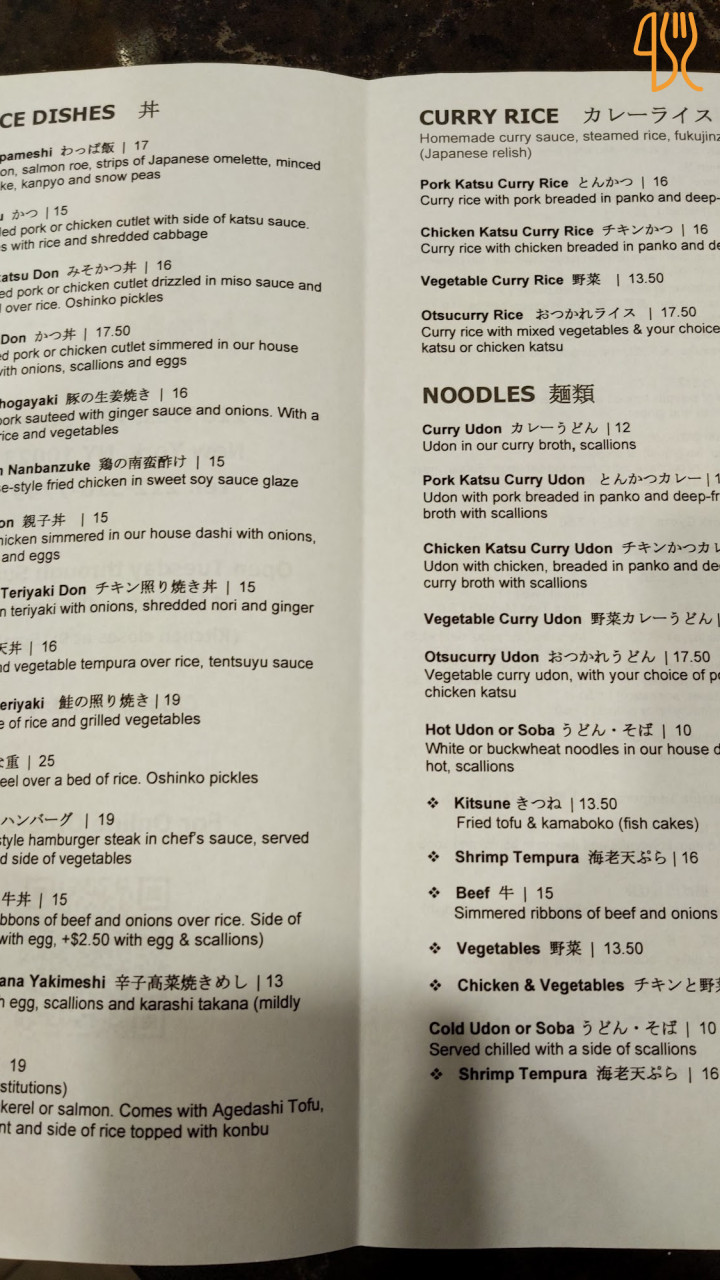 CE DISHES 丼
pameshi わっぱ飯 | 17
on, salmon roe, strips of Japanese omelette, minced
ke, kanpyo and snow peas
u かつ | 15
ed pork or chicken cutlet with side of katsu sauce.
s with rice and shredded cabbage
atsu Don みそかつ丼 | 16
ed pork or chicken cutlet drizzled in miso sauce and
l over rice. Oshinko pickles
Don かつ丼 | 17.50
ed pork or chicken cutlet simmered in our house
with onions, scallions and eggs
hogayaki 豚の生姜焼き | 16
pork sauteed with ginger sauce and onions. With a
rice and vegetables
n Nanbanzuke 鶏の南蛮酢け | 15
se-style fried chicken in sweet soy sauce glaze
on 親子丼 | 15
hicken simmered in our house dashi with onions,
and eggs
Teriyaki Don チキン照り焼き丼 | 15
n teriyaki with onions, shredded nori and ginger
天丼 | 16
nd vegetable tempura over rice, tentsuyu sauce
eriyaki 鮭の照り焼き | 19
e of rice and grilled vegetables
重 | 25
eel over a bed of rice. Oshinko pickles
ハンバーグ | 19
style hamburger steak in chef's sauce, served
d side of vegetables
牛丼 | 15
bbons of beef and onions over rice. Side of
with egg, +$2.50 with egg & scallions)
ana Yakimeshi 辛子高菜焼きめし | 13
h egg, scallions and karashi takana (mildly
19
stitutions)
kerel or salmon. Comes with Agedashi Tofu,
nt and side of rice topped with konbu
CURRY RICE カレーライス
Homemade curry sauce, steamed rice, fukujinz
(Japanese relish)
Pork Katsu Curry Rice とんかつ | 16
Curry rice with pork breaded in panko and deep-
Chicken Katsu Curry Rice チキンかつ | 16
Curry rice with chicken breaded in panko and de
Vegetable Curry Rice 野菜 | 13.50
Otsucurry Rice おつかれライス | 17.50
Curry rice with mixed vegetables & your choice
katsu or chicken katsu
NOODLES 麺類
Curry Udon カレーうどん | 12
Udon in our curry broth, scallions
Pork Katsu Curry Udon とんかつカレー | 1
Udon with pork breaded in panko and deep-fr
broth with scallions
Chicken Katsu Curry Udon チキンかつカレ
Udon with chicken, breaded in panko and de
curry broth with scallions
Vegetable Curry Udon 野菜カレーうどん |
Otsucurry Udon おつかれうどん | 17.50
Vegetable curry udon, with your choice of po
chicken katsu
Hot Udon or Soba うどん・そば | 10
White or buckwheat noodles in our house d
hot, scallions
❖ Kitsune きつね | 13.50
Fried tofu & kamaboko (fish cakes)
❖ Shrimp Tempura 海老天ぷら | 16
❖ Beef 牛 | 15
Simmered ribbons of beef and onions
❖ Vegetables 野菜 | 13.50
❖ Chicken & Vegetables チキンと野菜
Cold Udon or Soba うどん・そば | 10
Served chilled with a side of scallions
❖ Shrimp Tempura 海老天ぷら | 16